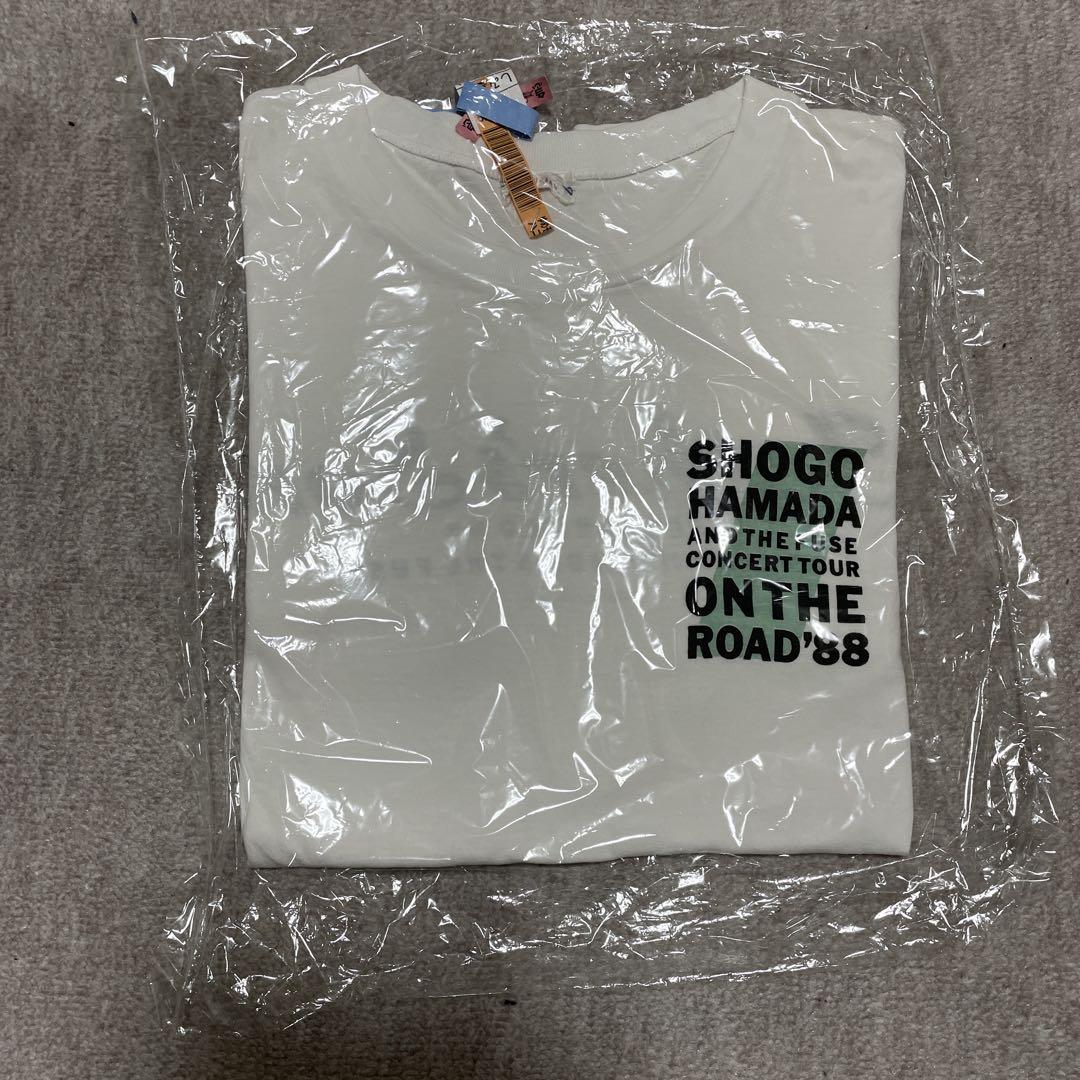 SHOGO
HAMADA
AND THE FUSE
CONCERT TOUR
ON THE
ROAD'88